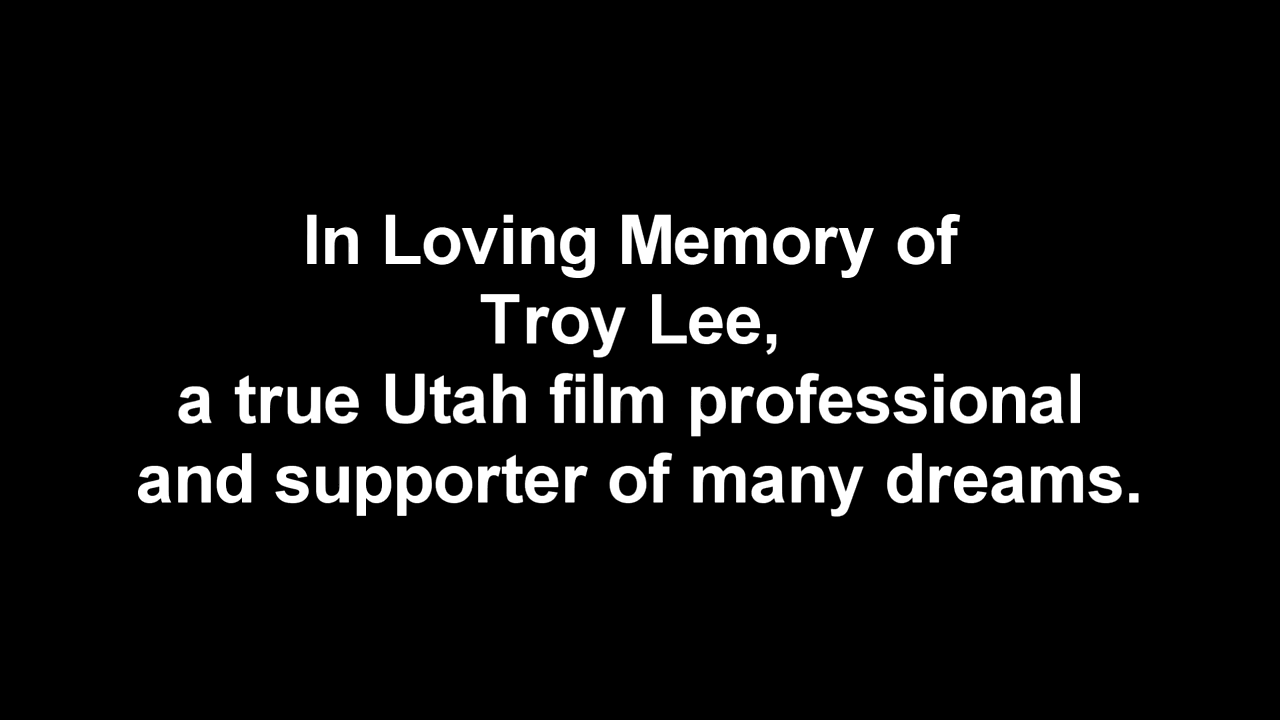 In Loving Memory of
Troy Lee,
a true Utah film professional
and supporter of many dreams.